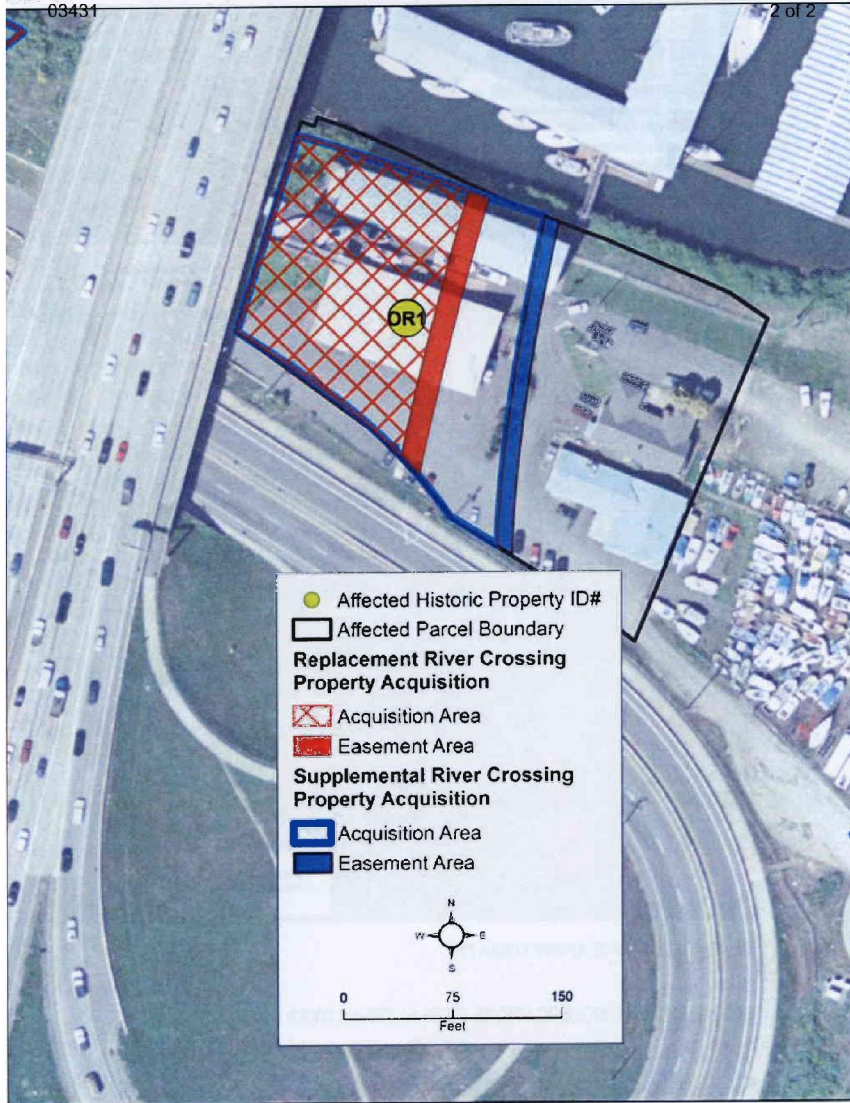 03431
2 of 2
OR1
Affected Historic Property ID#
Affected Parcel Boundary
Replacement River Crossing
Property Acquisition
Acquisition Area
Easement Area
Supplemental River Crossing
Property Acquisition
Acquisition Area
Easement Area
N
W E
S
0 75 150
Feet